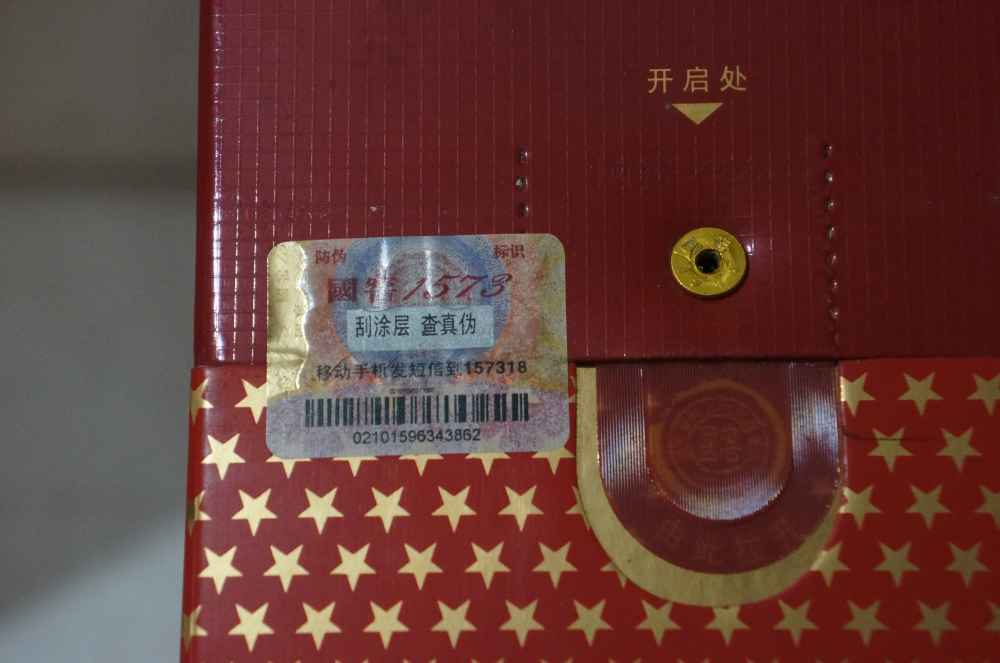 开启处
防伪 标识
國窖1573
刮涂层 查真伪
移动手机发短信到157318
02101596343862